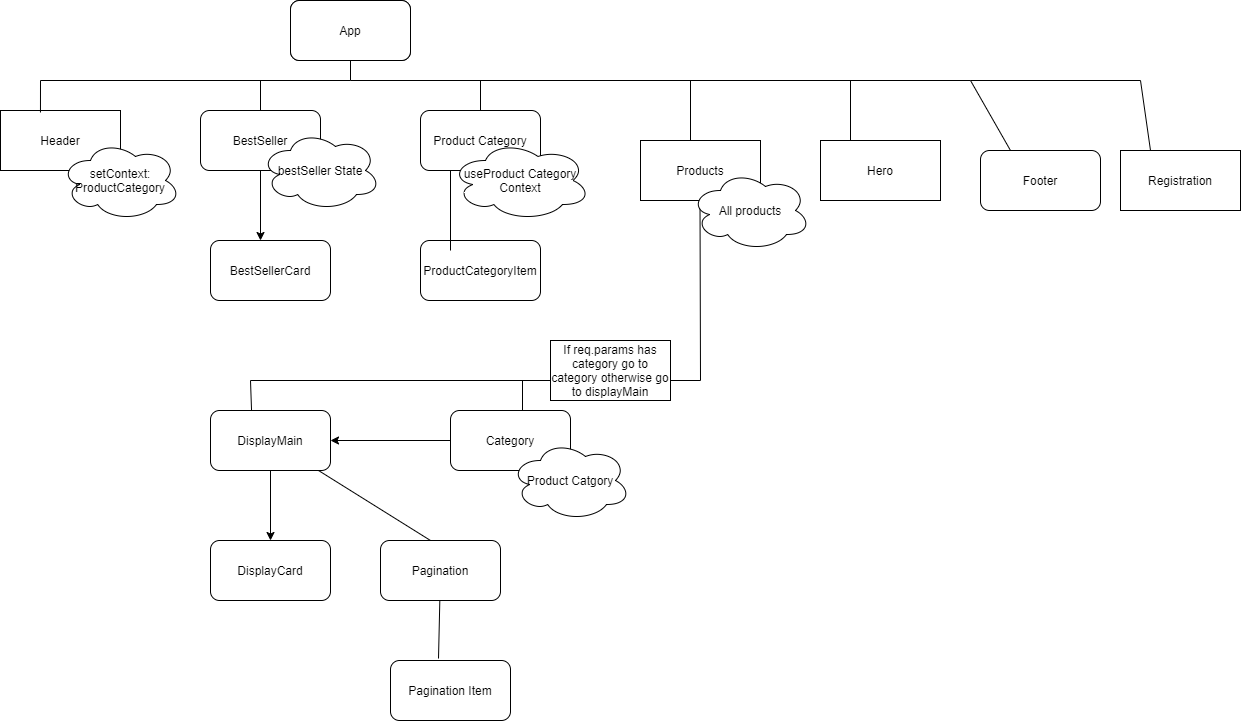 App
Header
setContext:
ProductCategory
BestSeller
bestSeller State
Product Category
useProduct Category
Context
Products
All products
Hero
Footer
Registration
BestSellerCard
ProductCategoryItem
If req.params has
category go to
category otherwise go
to displayMain
DisplayMain
Category
Product Catgory
DisplayCard
Pagination
Pagination Item